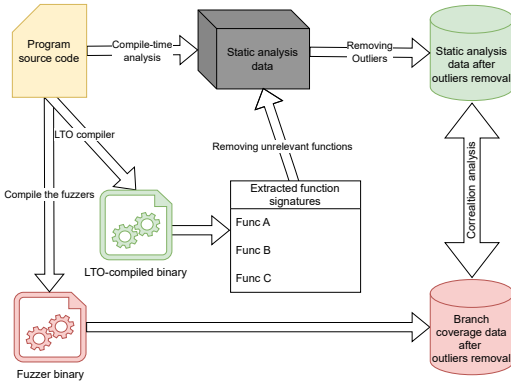 Program
source code
Compile-time
analysis
Static analysis
data
Removing
Outliers
Static analysis
data after
outliers removal
LTO compiler
Removing unrelevant functions
Compile the fuzzers
Extracted function
signatures
Func A
Func B
Func C
Correaltion analysis
LTO-compiled binary
Branch
coverage data
after
outliers removal
Fuzzer binary